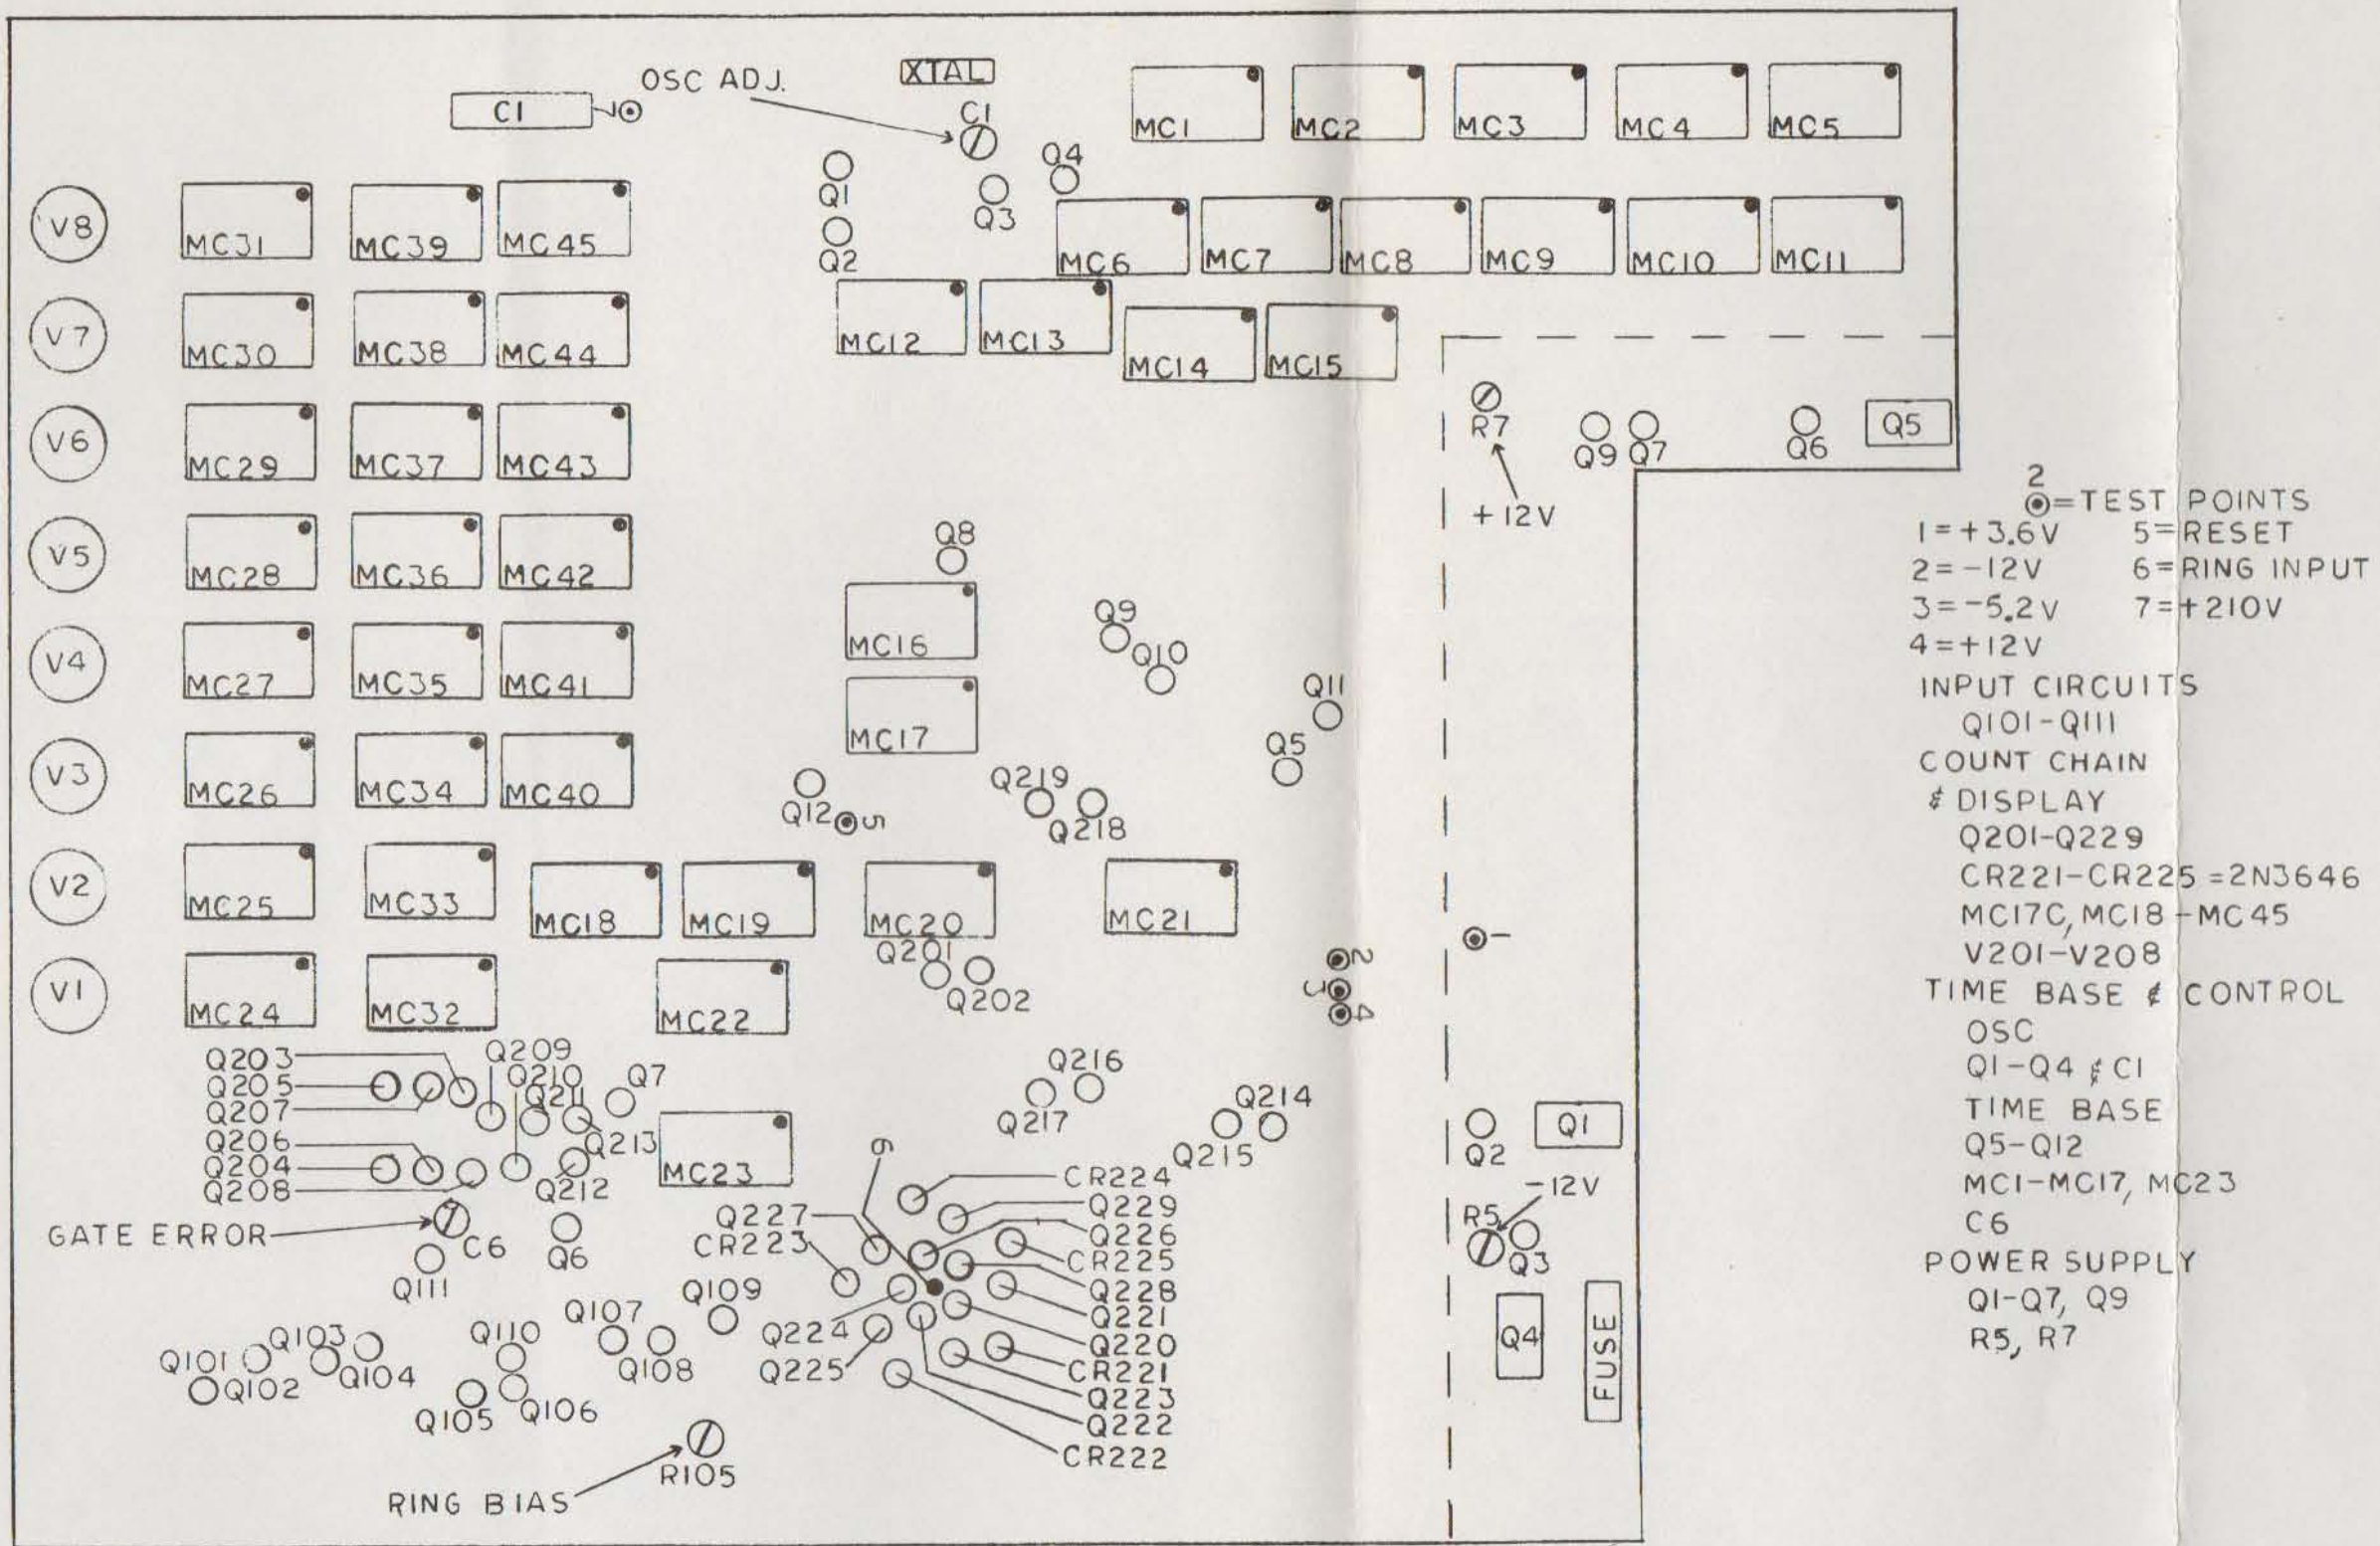 OSC ADJ.
XTAL
C1
7
C1
MC1
MC2
MC3
MC4
MC5
Q4
Q1
Q3
Q2
V8
MC31
MC39
MC45
MC6
MC7
MC8
MC9
MC10
MC11
V7
MC30
MC38
MC44
MC12
MC13
MC14
MC15
V6
MC29
MC37
MC43
R7
+12V
Q9
Q7
Q6
Q5
V5
MC28
MC36
MC42
Q8
MC16
V4
MC27
MC35
MC41
Q9
Q10
MC17
Q11
Q5
V3
MC26
MC34
MC40
Q12
5
Q219
Q218
V2
MC25
MC33
MC18
MC19
MC20
MC21
Q201
Q202
1
2
3
4
V1
MC24
MC32
MC22
Q203
Q205
Q207
Q206
Q204
Q208
Q209
Q210
Q211
Q7
Q213
Q212
MC23
Q216
Q217
Q214
Q215
Q2
Q1
-12V
R5
Q3
Q4
FUSE
GATE ERROR
C6
Q6
Q111
6
Q227
CR223
Q224
Q225
CR224
Q229
Q226
CR225
Q228
Q221
Q220
CR221
Q223
Q222
CR222
Q109
Q107
Q108
Q110
Q103
Q101
Q102
Q104
Q105
Q106
R105
RING BIAS
2
=TEST POINTS
1=+3.6V 5=RESET
2=-12V 6=RING INPUT
3=-5.2V 7=+210V
4=+12V
INPUT CIRCUITS
Q101-Q111
COUNT CHAIN
& DISPLAY
Q201-Q229
CR221-CR225=2N3646
MC17C, MC18-MC45
V201-V208
TIME BASE & CONTROL
OSC
Q1-Q4 & C1
TIME BASE
Q5-Q12
MC1-MC17, MC23
C6
POWER SUPPLY
Q1-Q7, Q9
R5, R7